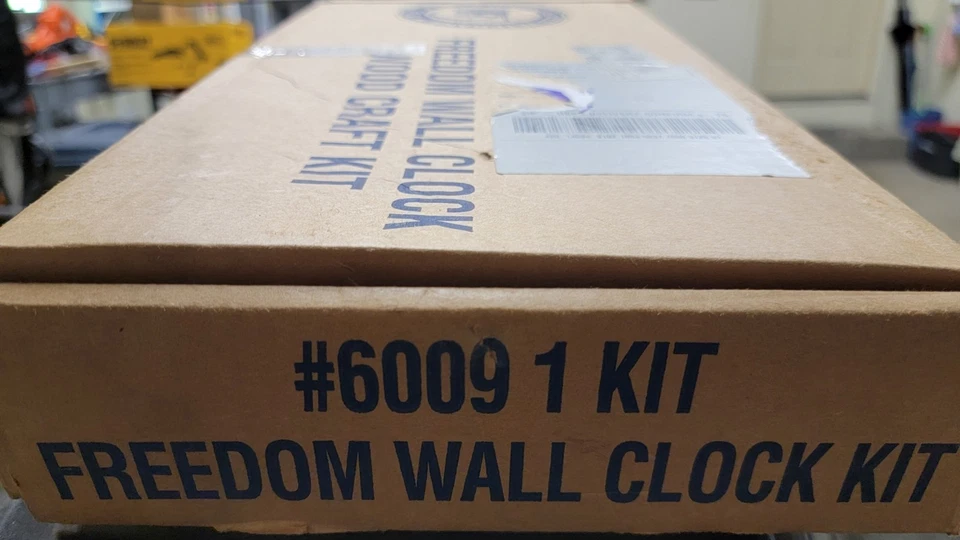 FREEDOM WALL CLOCK
WOOD CRAFT KIT
#6009 1 KIT
FREEDOM WALL CLOCK KIT